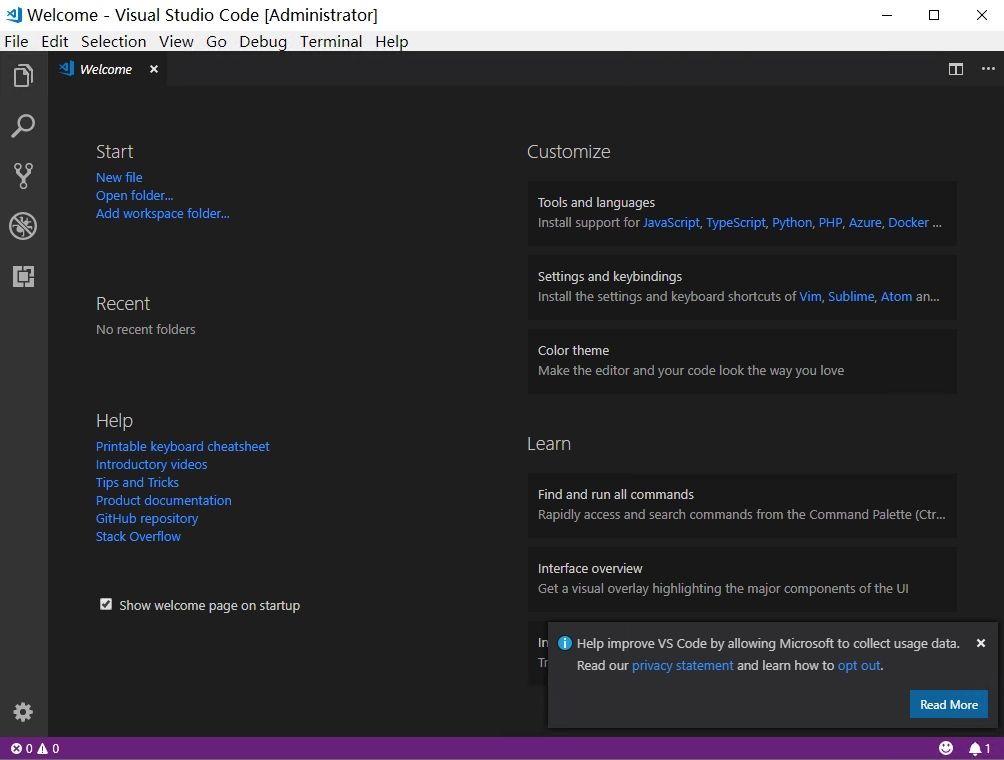 Welcome - Visual Studio Code [Administrator]
File Edit Selection View Go Debug Terminal Help
Welcome
Start
New file
Open folder...
Add workspace folder...
Recent
No recent folders
Help
Printable keyboard cheatsheet
Introductory videos
Tips and Tricks
Product documentation
GitHub repository
Stack Overflow
Show welcome page on startup
Customize
Tools and languages
Install support for JavaScript, TypeScript, Python, PHP, Azure, Docker ...
Settings and keybindings
Install the settings and keyboard shortcuts of Vim, Sublime, Atom an...
Color theme
Make the editor and your code look the way you love
Learn
Find and run all commands
Rapidly access and search commands from the Command Palette (Ctr...
Interface overview
Get a visual overlay highlighting the major components of the UI
In
Tr
Help improve VS Code by allowing Microsoft to collect usage data.
Read our privacy statement and learn how to opt out.
Read More
0 0
1